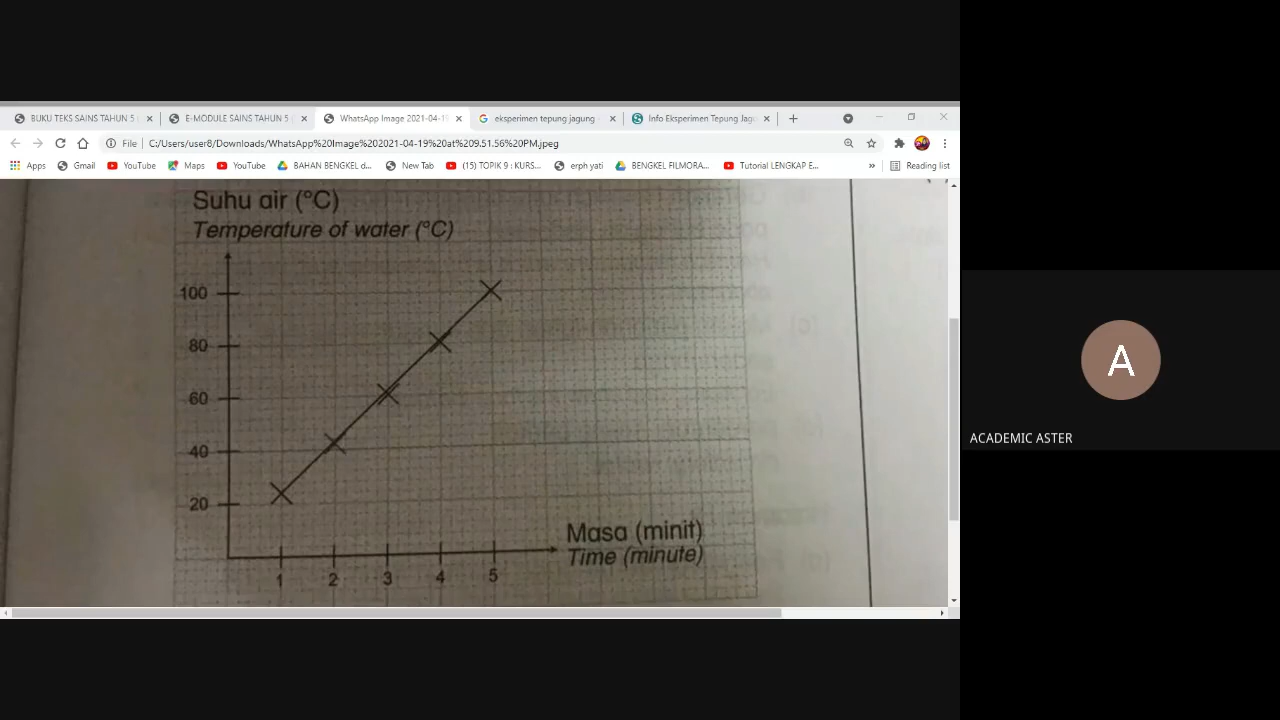 BUKU TEKS SAINS TAHUN 5
E-MODULE SAINS TAHUN 5
WhatsApp Image 2021-04-19
eksperimen tepung jagung
Info Eksperimen Tepung Jagu
File
C:/Users/user8/Downloads/WhatsApp%20Image%202021-04-19%20at%209.51.56%20PM.jpeg
Apps
Gmail
YouTube
Maps
YouTube
BAHAN BENGKEL d...
New Tab
(15) TOPIK 9 : KURS...
erph yati
BENGKEL FILMORA...
Tutorial LENGKAP E...
»
Reading list
Suhu air (°C)
Temperature of water (°C)
100
80
60
40
20
1 2 3 4 5
Masa (minit)
Time (minute)
A
ACADEMIC ASTER